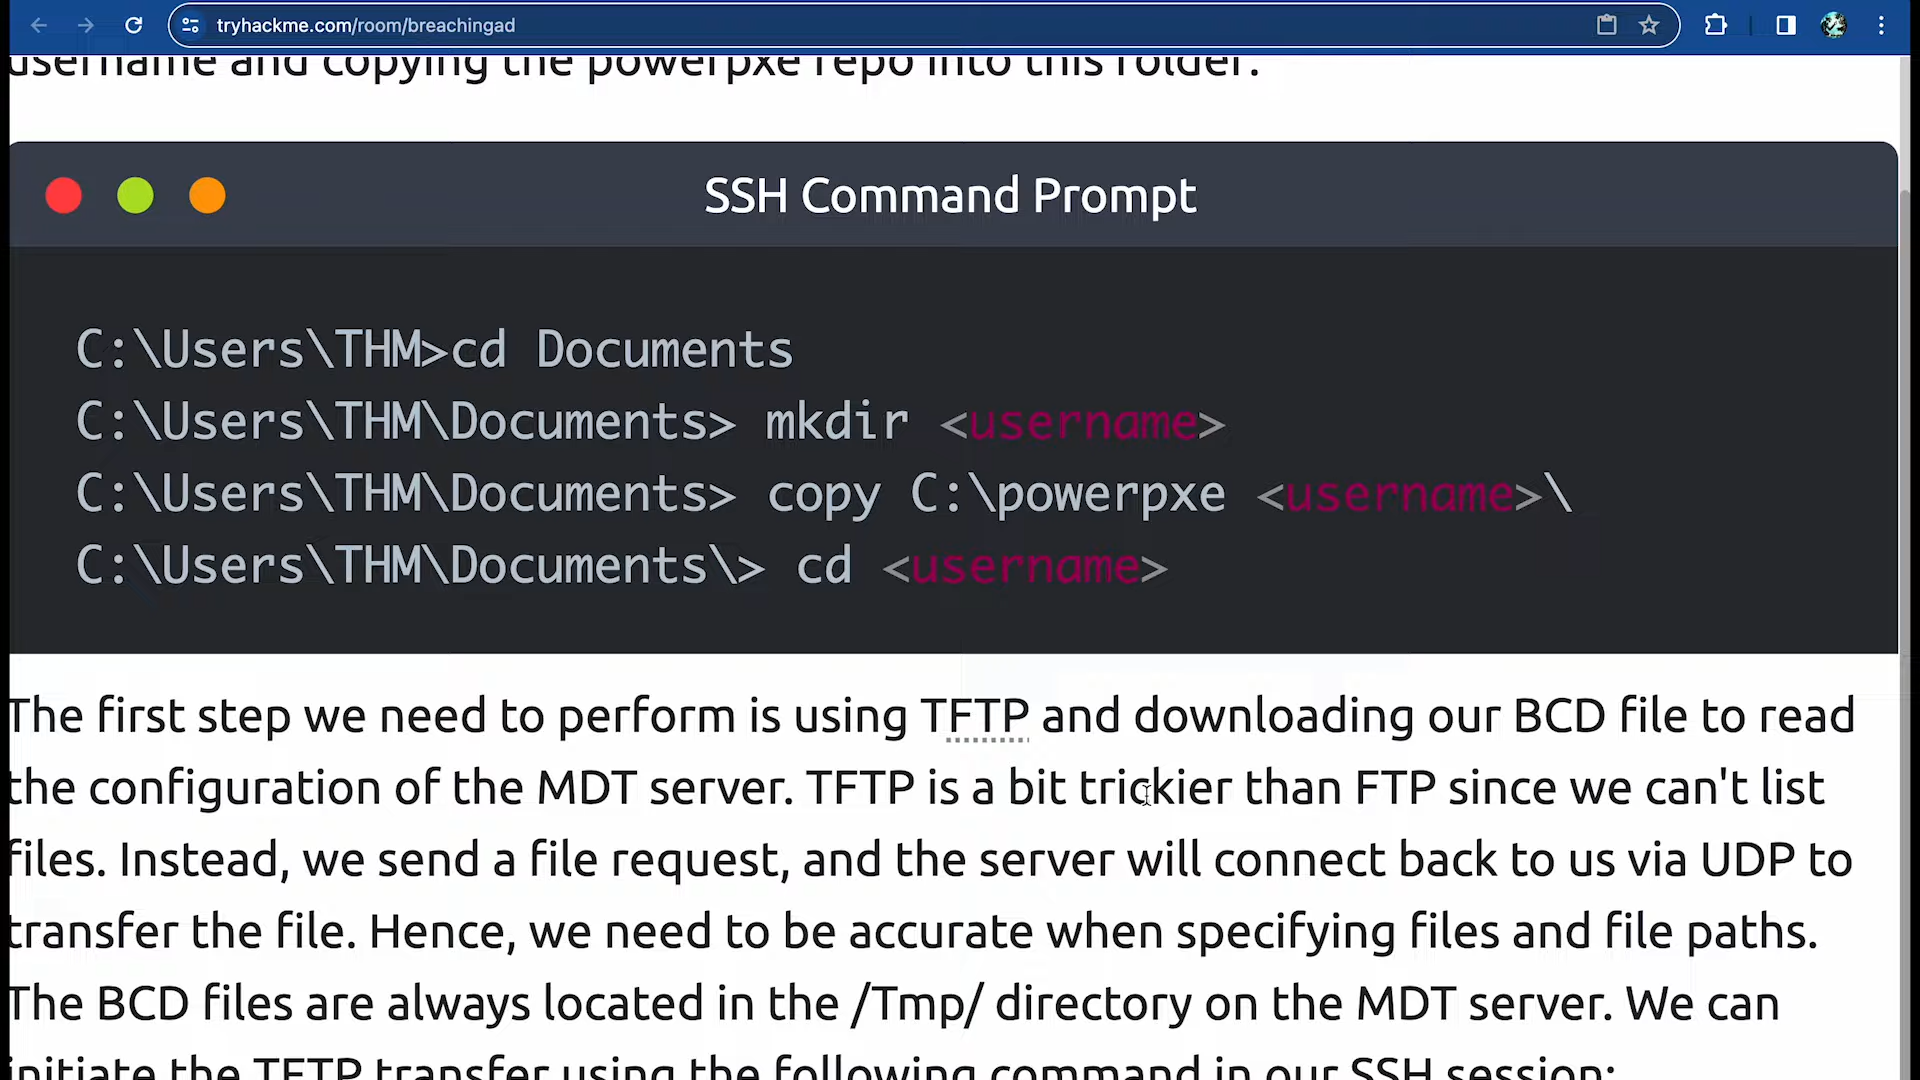 tryhackme.com/room/breachingad
username and copying the powerpxe repo into this folder.
SSH Command Prompt
C:\Users\THM>cd Documents
C:\Users\THM\Documents> mkdir <username>
C:\Users\THM\Documents> copy C:\powerpxe <username>\
C:\Users\THM\Documents\> cd <username>
The first step we need to perform is using TFTP and downloading our BCD file to read
the configuration of the MDT server. TFTP is a bit trickier than FTP since we can't list
files. Instead, we send a file request, and the server will connect back to us via UDP to
transfer the file. Hence, we need to be accurate when specifying files and file paths.
The BCD files are always located in the /Tmp/ directory on the MDT server. We can
initiate the TFTP transfer using the following command in our SSH session: